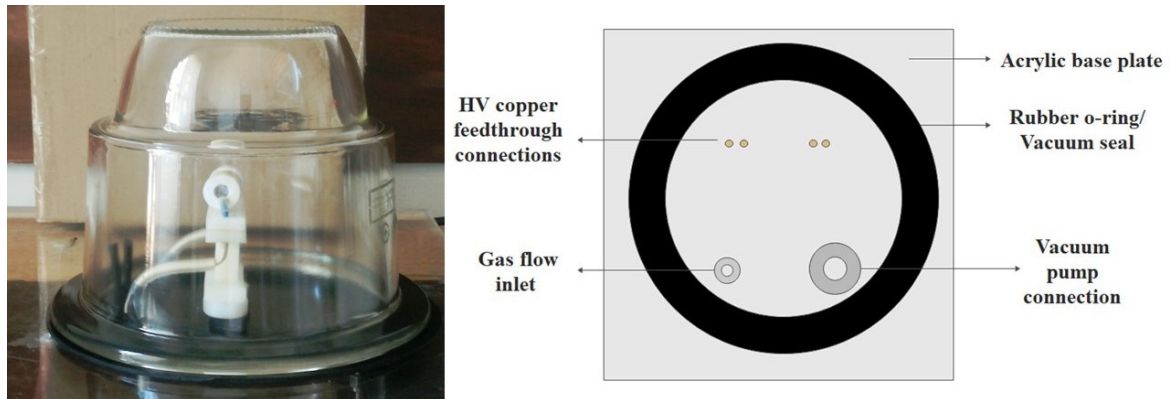 HV copper
feedthrough
connections
Gas flow
inlet
Acrylic base plate
Rubber o-ring/
Vacuum seal
Vacuum
pump
connection